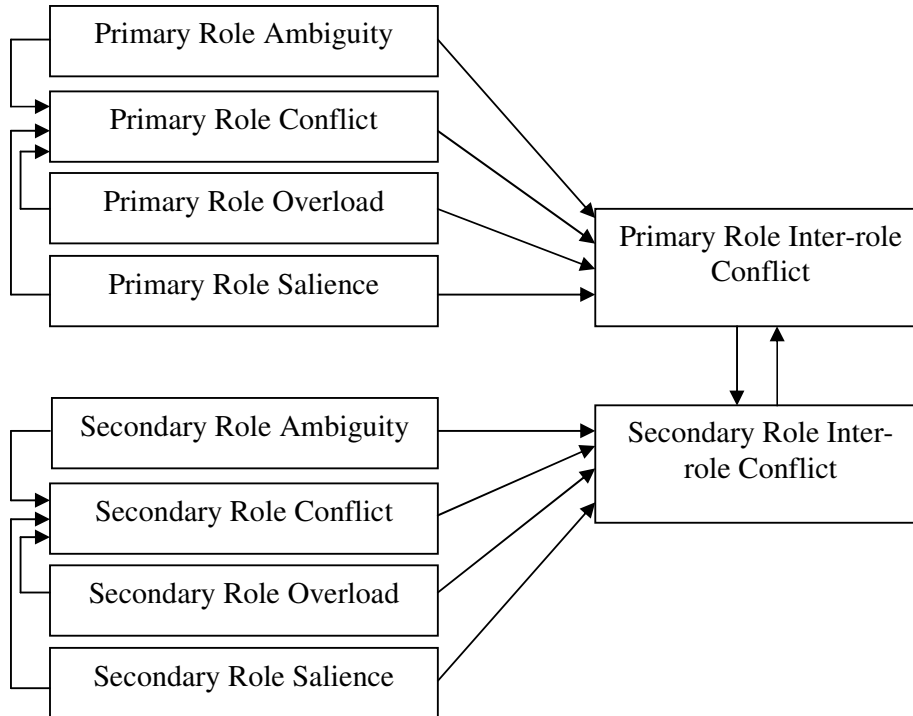 Primary Role Ambiguity
Primary Role Conflict
Primary Role Overload
Primary Role Salience
Primary Role Inter-role
Conflict
Secondary Role Ambiguity
Secondary Role Conflict
Secondary Role Overload
Secondary Role Salience
Secondary Role Inter-
role Conflict